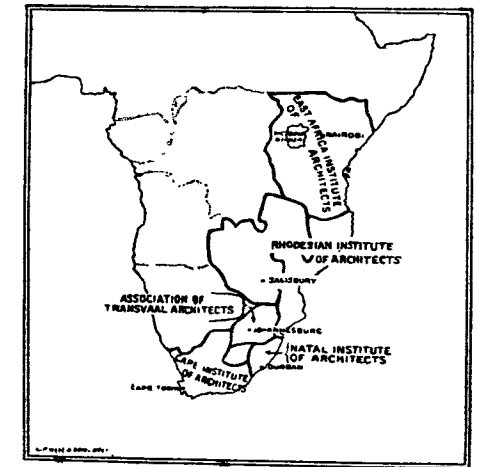 EAST AFRICA INSTITUTE
OF ARCHITECTS
NAIROBI
RHODESIAN INSTITUTE
OF ARCHITECTS
SALISBURY
ASSOCIATION OF
TRANSVAAL ARCHITECTS
JOHANNESBURG
NATAL INSTITUTE
OF ARCHITECTS
DURBAN
CAPE INSTITUTE
OF ARCHITECTS
CAPE TOWN